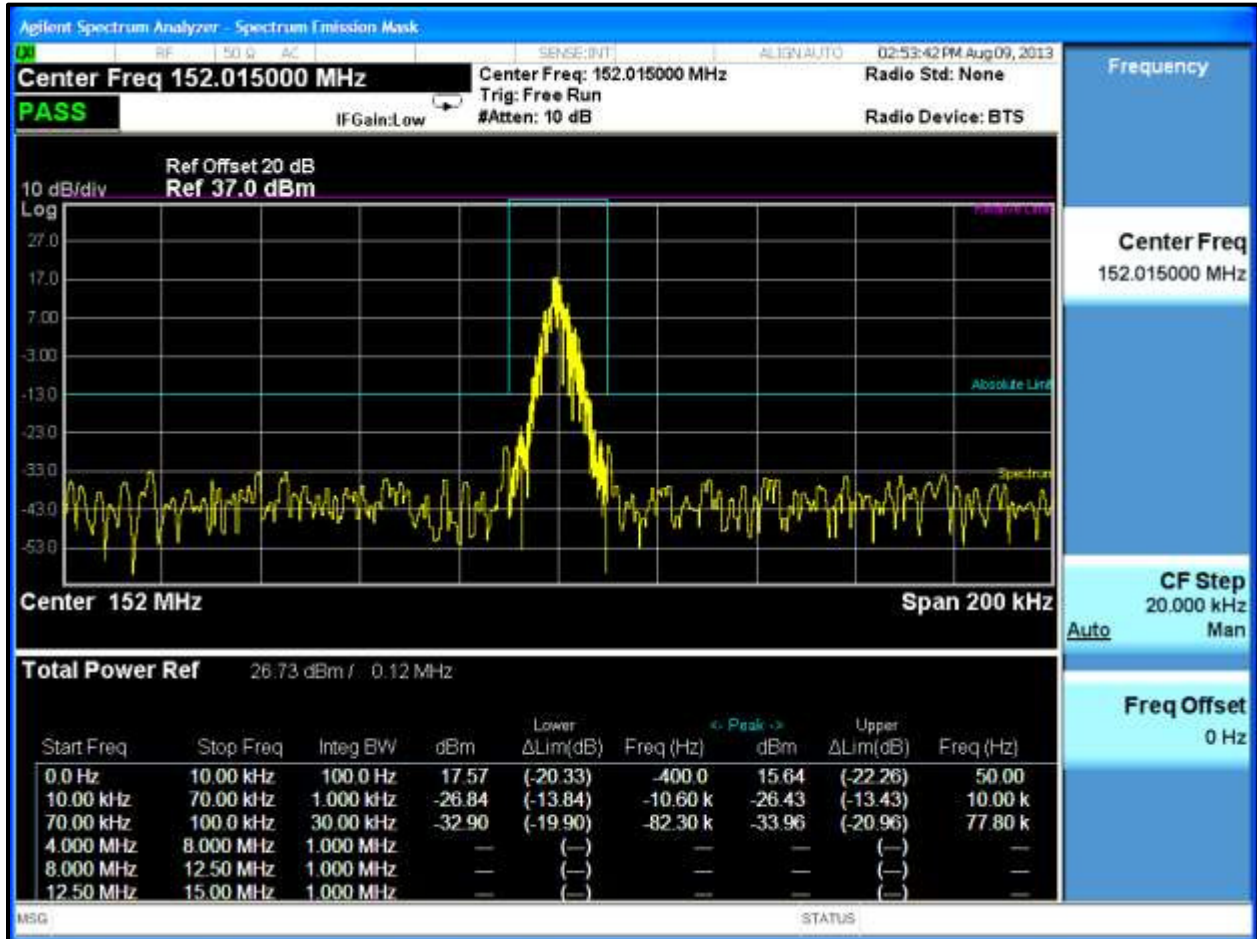 Agilent Spectrum Analyzer - Spectrum Emission Mask
RF 50 Ω AC SENSE:INT ALIGN AUTO 02:53:42 PM Aug 09, 2013
Center Freq 152.015000 MHz
Center Freq: 152.015000 MHz
Radio Std: None
Trig: Free Run
PASS
IFGain:Low
#Atten: 10 dB
Radio Device: BTS
Ref Offset 20 dB
10 dB/div Ref 37.0 dBm
Log
Relative Limit
27.0
17.0
7.00
-3.00
Absolute Limit
-13.0
-23.0
-33.0
Spectrum
-43.0
-53.0
Center 152 MHz
Span 200 kHz
Total Power Ref 26.73 dBm / 0.12 MHz
Lower <- Peak -> Upper
Start Freq Stop Freq Integ BW dBm ΔLim(dB) Freq (Hz) dBm ΔLim(dB) Freq (Hz)
0.0 Hz 10.00 kHz 100.0 Hz 17.57 (-20.33) -400.0 15.64 (-22.26) 50.00
10.00 kHz 70.00 kHz 1.000 kHz -26.84 (-13.84) -10.60 k -26.43 (-13.43) 10.00 k
70.00 kHz 100.0 kHz 30.00 kHz -32.90 (-19.90) -82.30 k -33.96 (-20.96) 77.80 k
4.000 MHz 8.000 MHz 1.000 MHz --- (---) --- --- (---) ---
8.000 MHz 12.50 MHz 1.000 MHz --- (---) --- --- (---) ---
12.50 MHz 15.00 MHz 1.000 MHz --- (---) --- --- (---) ---
MSG STATUS
Frequency
Center Freq
152.015000 MHz
CF Step
20.000 kHz
Auto Man
Freq Offset
0 Hz